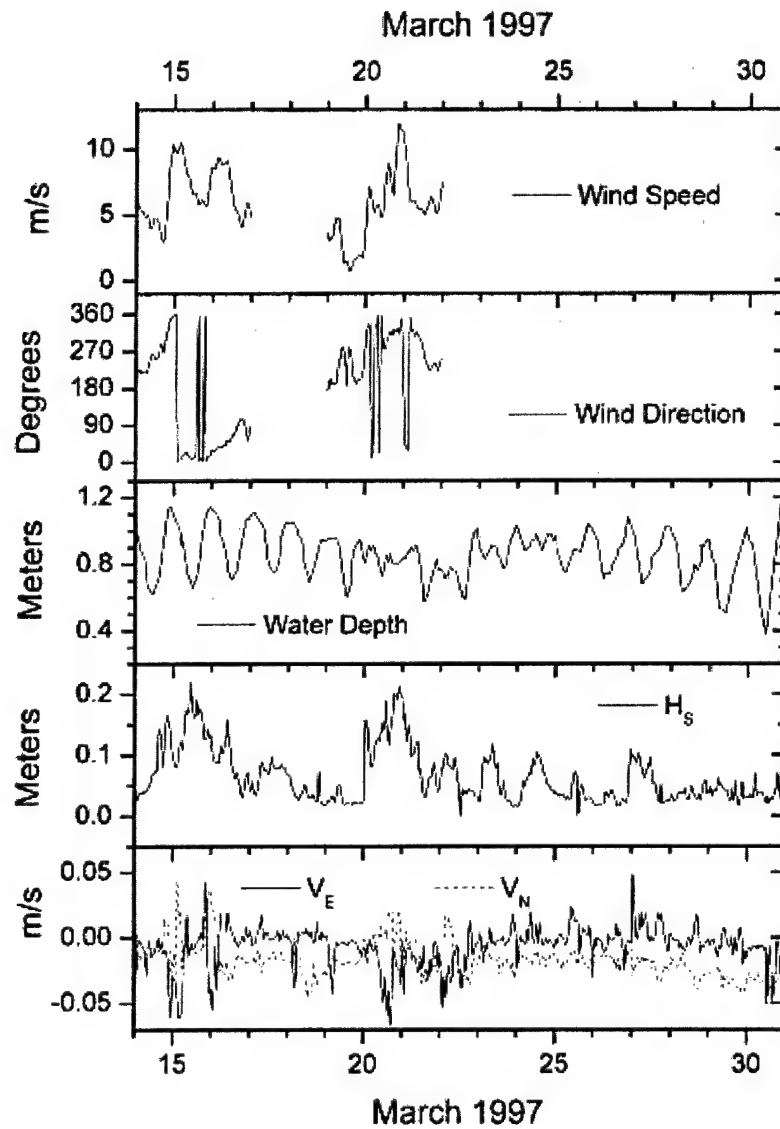 March 1997
15 20 25 30
10
5
0
m/s
Wind Speed
360
270
180
90
0
Degrees
Wind Direction
1.2
0.8
0.4
Meters
Water Depth
0.2
0.1
0.0
Meters
H_S
0.05
0.00
-0.05
m/s
V_E V_N
15 20 25 30
March 1997